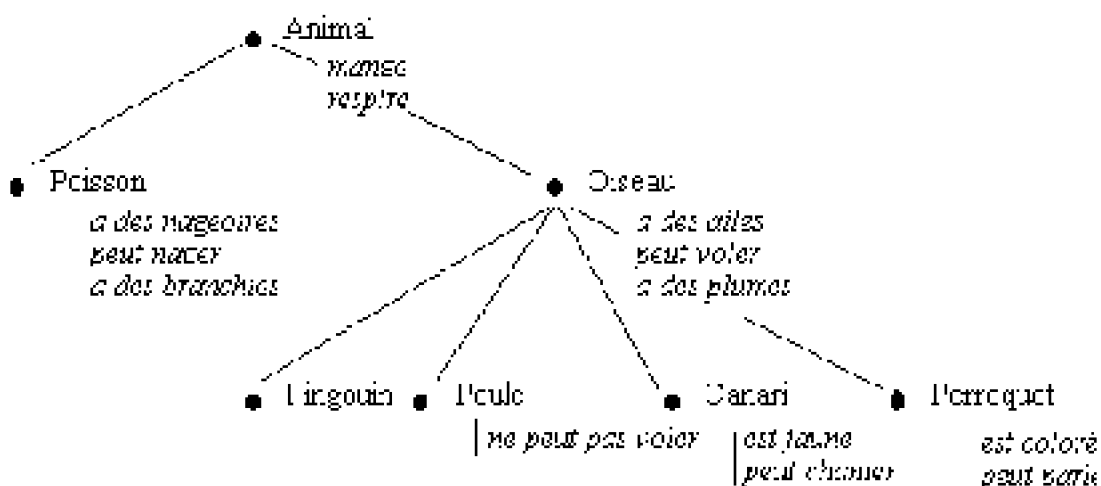 Animal
mange
respire
Poisson
Oiseau
a des nageoires
peut nager
a des branchies
a des ailes
peut voler
a des plumes
Pingouin
Poule
Canari
Perroquet
ne peut pas voler
est jaune
peut chanter
est coloré
peut parle